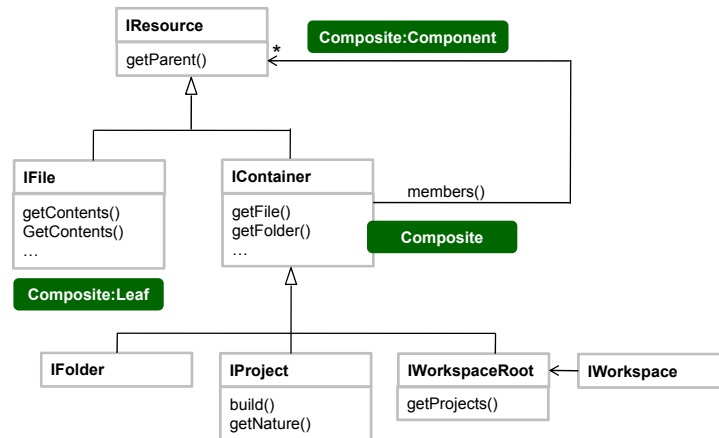 IResource
getParent()
*
Composite:Component
IFile
getContents()
GetContents()
…
Composite:Leaf
IContainer
getFile()
getFolder()
…
members()
Composite
IFolder
IProject
build()
getNature()
IWorkspaceRoot
getProjects()
IWorkspace